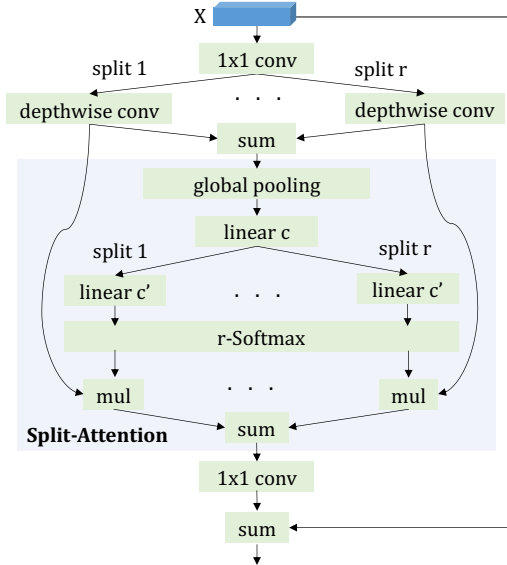 X
1x1 conv
split 1
split r
depthwise conv
. . .
depthwise conv
sum
global pooling
linear c
split 1
split r
linear c'
. . .
linear c'
r-Softmax
mul
. . .
mul
Split-Attention
sum
1x1 conv
sum